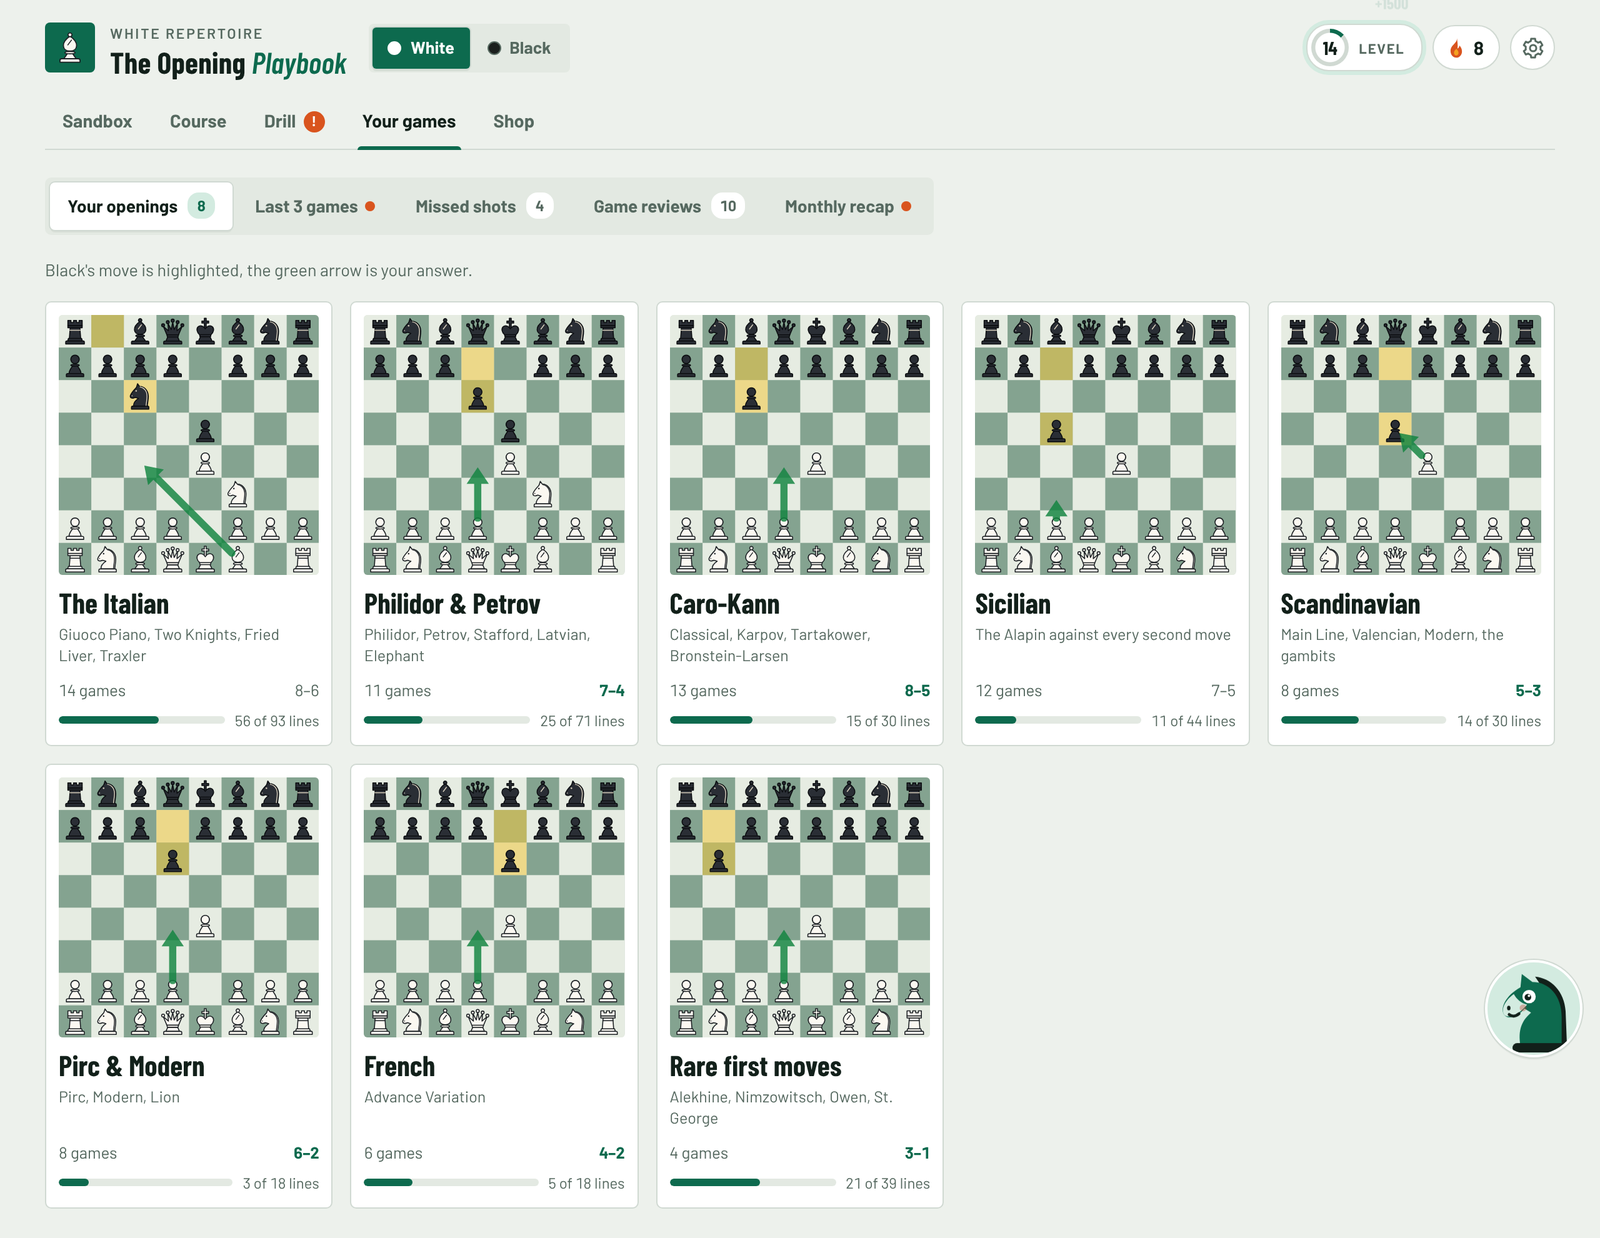 +1500
WHITE REPERTOIRE
The Opening Playbook
White
Black
14 LEVEL
8
Sandbox
Course
Drill !
Your games
Shop
Your openings 8
Last 3 games
Missed shots 4
Game reviews 10
Monthly recap
Black's move is highlighted, the green arrow is your answer.
The Italian
Giuoco Piano, Two Knights, Fried
Liver, Traxler
14 games 8–6
56 of 93 lines
Philidor & Petrov
Philidor, Petrov, Stafford, Latvian,
Elephant
11 games 7–4
25 of 71 lines
Caro-Kann
Classical, Karpov, Tartakower,
Bronstein-Larsen
13 games 8–5
15 of 30 lines
Sicilian
The Alapin against every second move
12 games 7–5
11 of 44 lines
Scandinavian
Main Line, Valencian, Modern, the
gambits
8 games 5–3
14 of 30 lines
Pirc & Modern
Pirc, Modern, Lion
8 games 6–2
3 of 18 lines
French
Advance Variation
6 games 4–2
5 of 18 lines
Rare first moves
Alekhine, Nimzowitsch, Owen, St.
George
4 games 3–1
21 of 39 lines